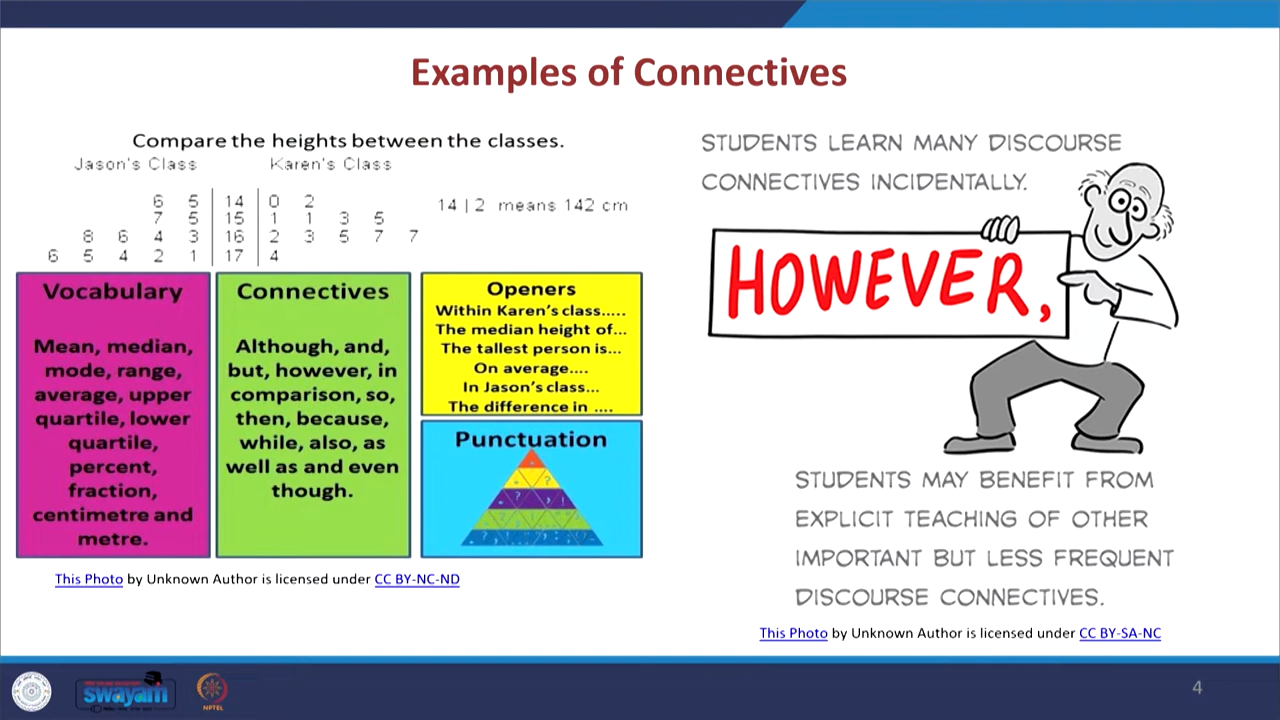 Examples of Connectives
Compare the heights between the classes.
Jason's Class Karen's Class
6 5 14 0 2
14 | 2 means 142 cm
7 5 15 1 1 3 5
8 6 4 3 16 2 3 5 7 7
6 5 4 2 1 17 4
Vocabulary
Mean, median,
mode, range,
average, upper
quartile, lower
quartile,
percent,
fraction,
centimetre and
metre.
Connectives
Although, and,
but, however, in
comparison, so,
then, because,
while, also, as
well as and even
though.
Openers
Within Karen's class.....
The median height of...
The tallest person is...
On average....
In Jason's class...
The difference in ....
Punctuation
This Photo by Unknown Author is licensed under CC BY-NC-ND
STUDENTS LEARN MANY DISCOURSE
CONNECTIVES INCIDENTALLY.
HOWEVER,
STUDENTS MAY BENEFIT FROM
EXPLICIT TEACHING OF OTHER
IMPORTANT BUT LESS FREQUENT
DISCOURSE CONNECTIVES.
This Photo by Unknown Author is licensed under CC BY-SA-NC
swayam
NPTEL
4